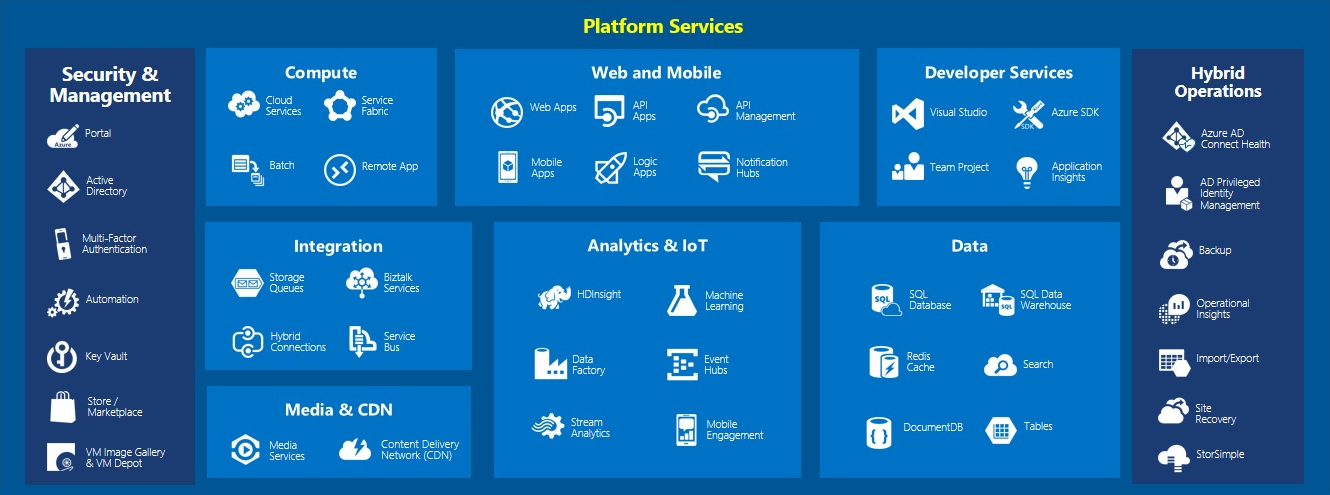 Platform Services
Security &
Management
Portal
Azure
Active
Directory
Multi-Factor
Authentication
Automation
Key Vault
Store /
Marketplace
VM Image Gallery
& VM Depot
Compute
Cloud
Services
Service
Fabric
Batch
Remote App
Web and Mobile
Web Apps
API
Apps
API
Management
Mobile
Apps
Logic
Apps
Notification
Hubs
Developer Services
Visual Studio
SDK
Azure SDK
Team Project
Application
Insights
Integration
Storage
Queues
Biztalk
Services
Hybrid
Connections
Service
Bus
Media & CDN
Media
Services
Content Delivery
Network (CDN)
Analytics & IoT
HDInsight
Machine
Learning
Data
Factory
Event
Hubs
Stream
Analytics
Mobile
Engagement
Data
SQL
SQL
Database
SQL
SQL Data
Warehouse
Redis
Cache
Search
DocumentDB
Tables
Hybrid
Operations
Azure AD
Connect Health
AD Privileged
Identity
Management
Backup
Operational
Insights
Import/Export
Site
Recovery
StorSimple